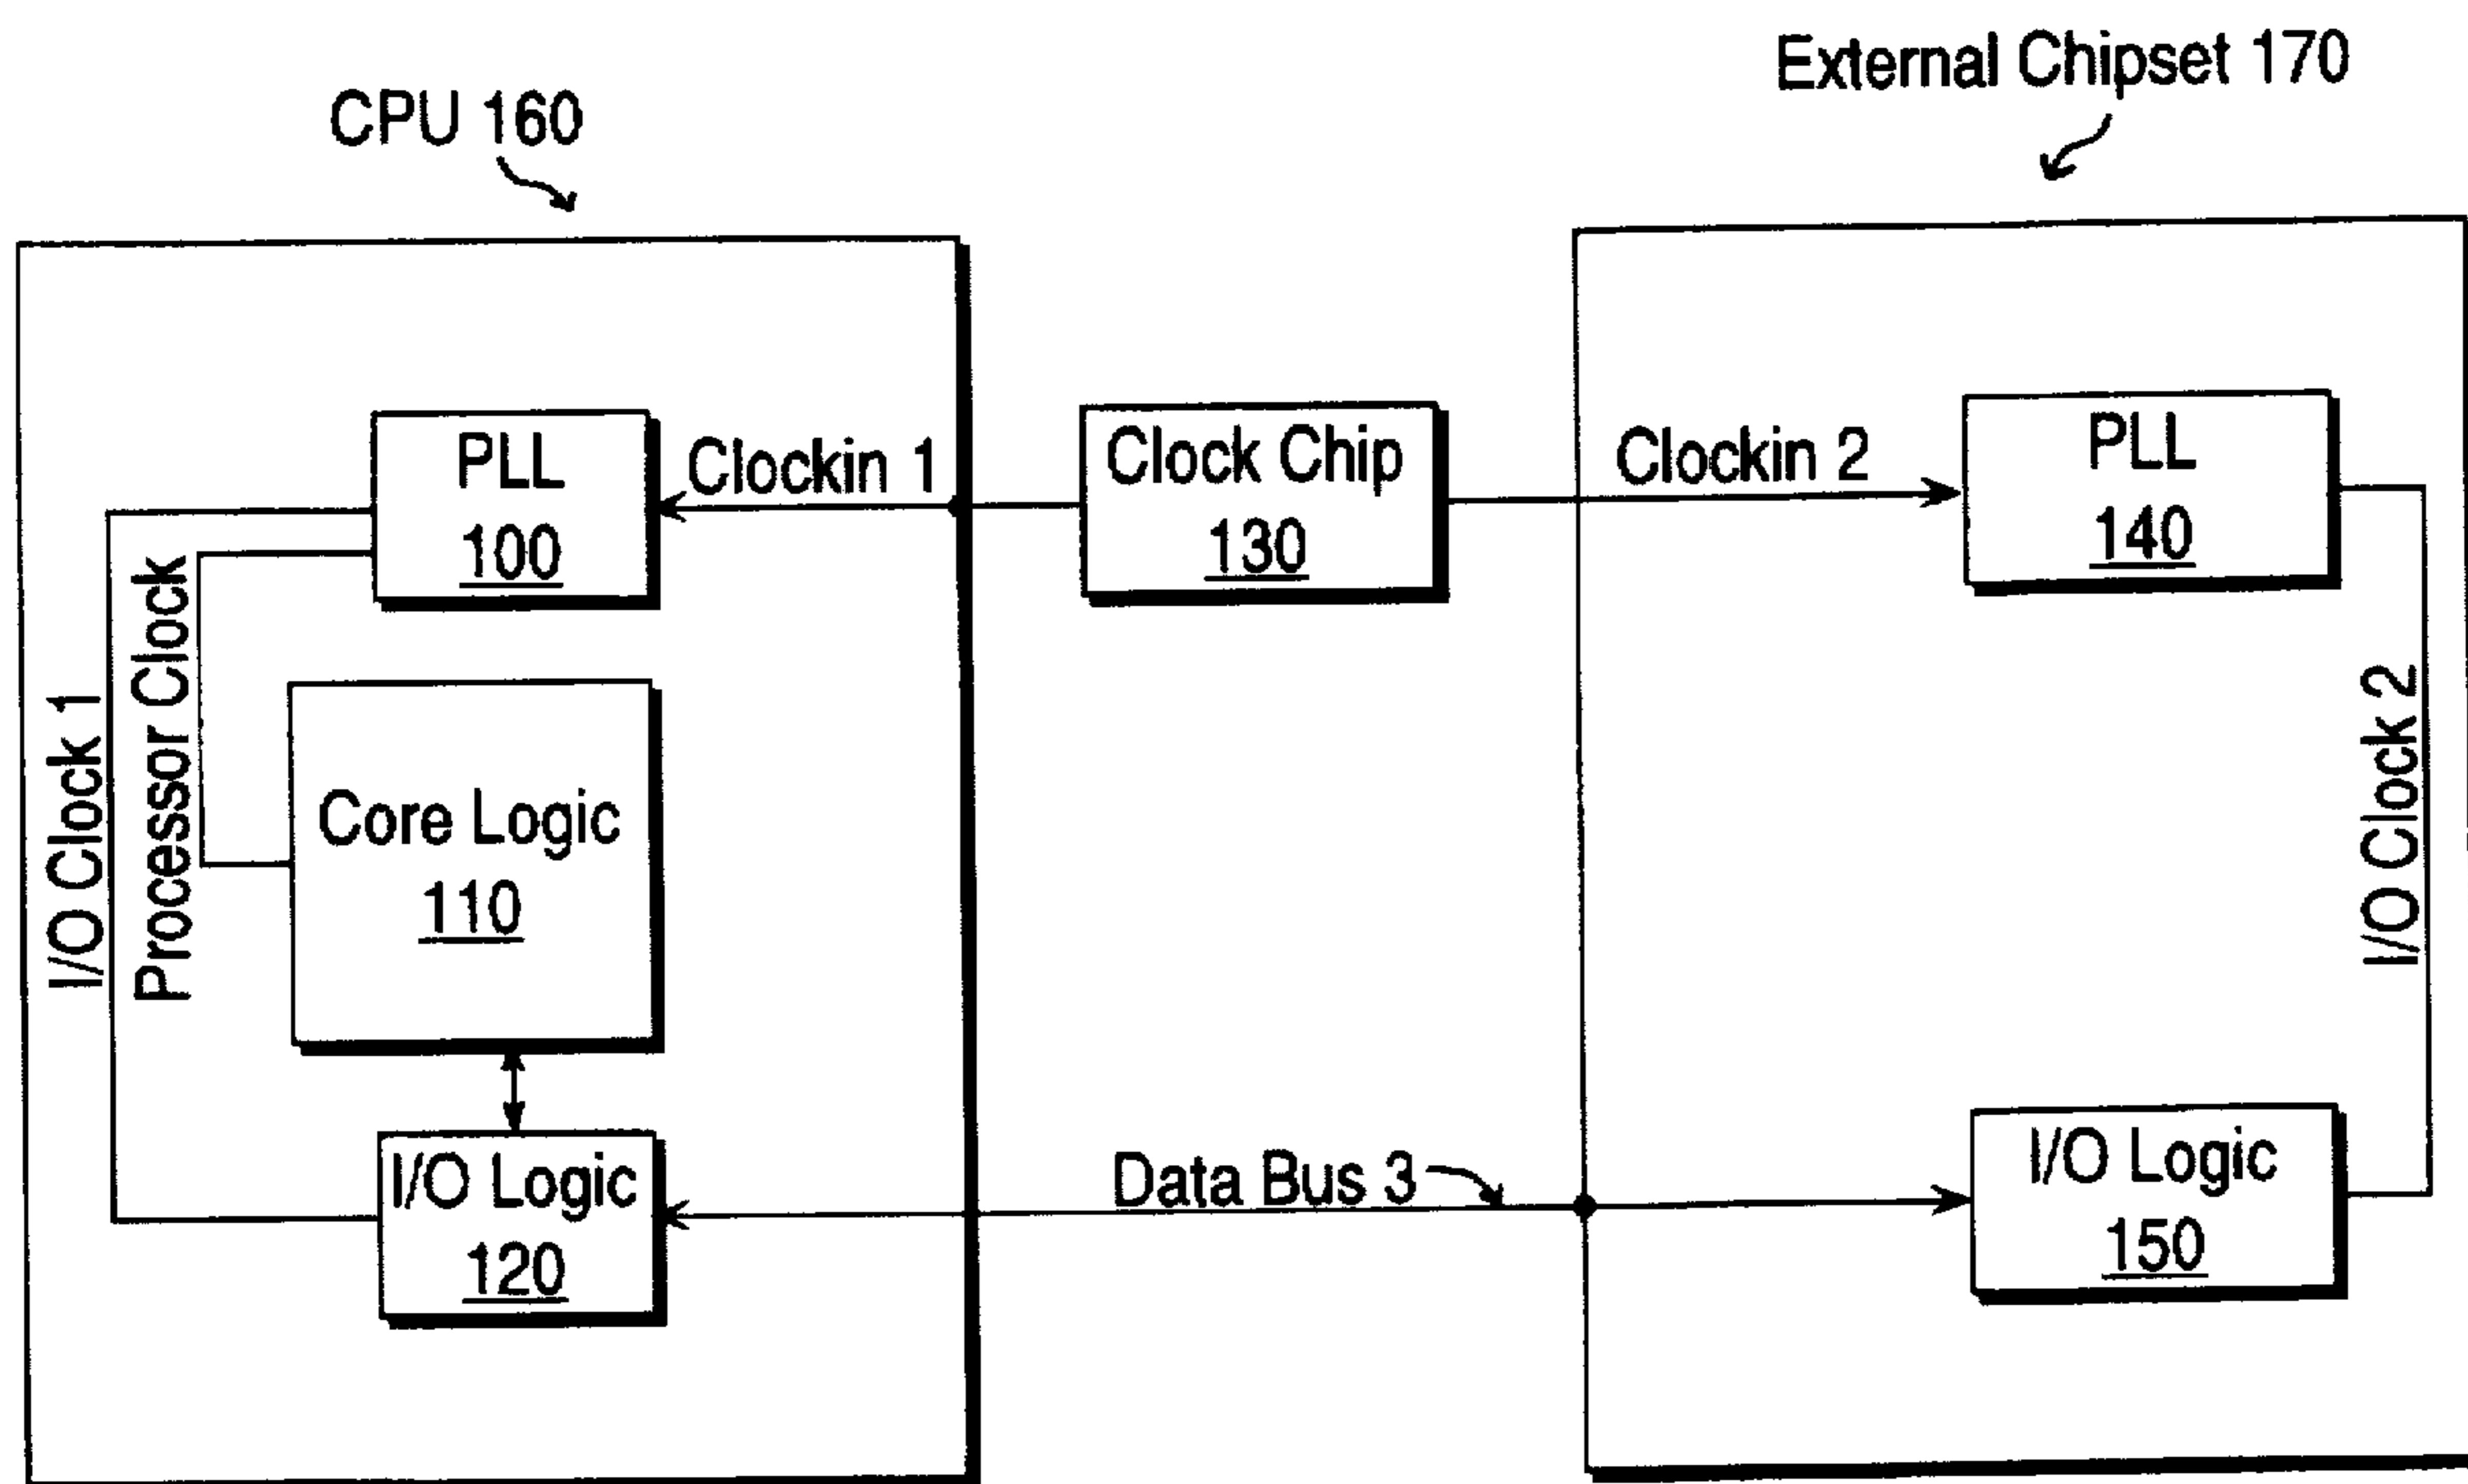 External Chipset 170
CPU 160
PLL
100
Clockin 1
Clock Chip
130
Clockin 2
PLL
140
I/O Clock 1
Processor Clock
Core Logic
110
I/O Clock 2
I/O Logic
120
Data Bus 3
I/O Logic
150